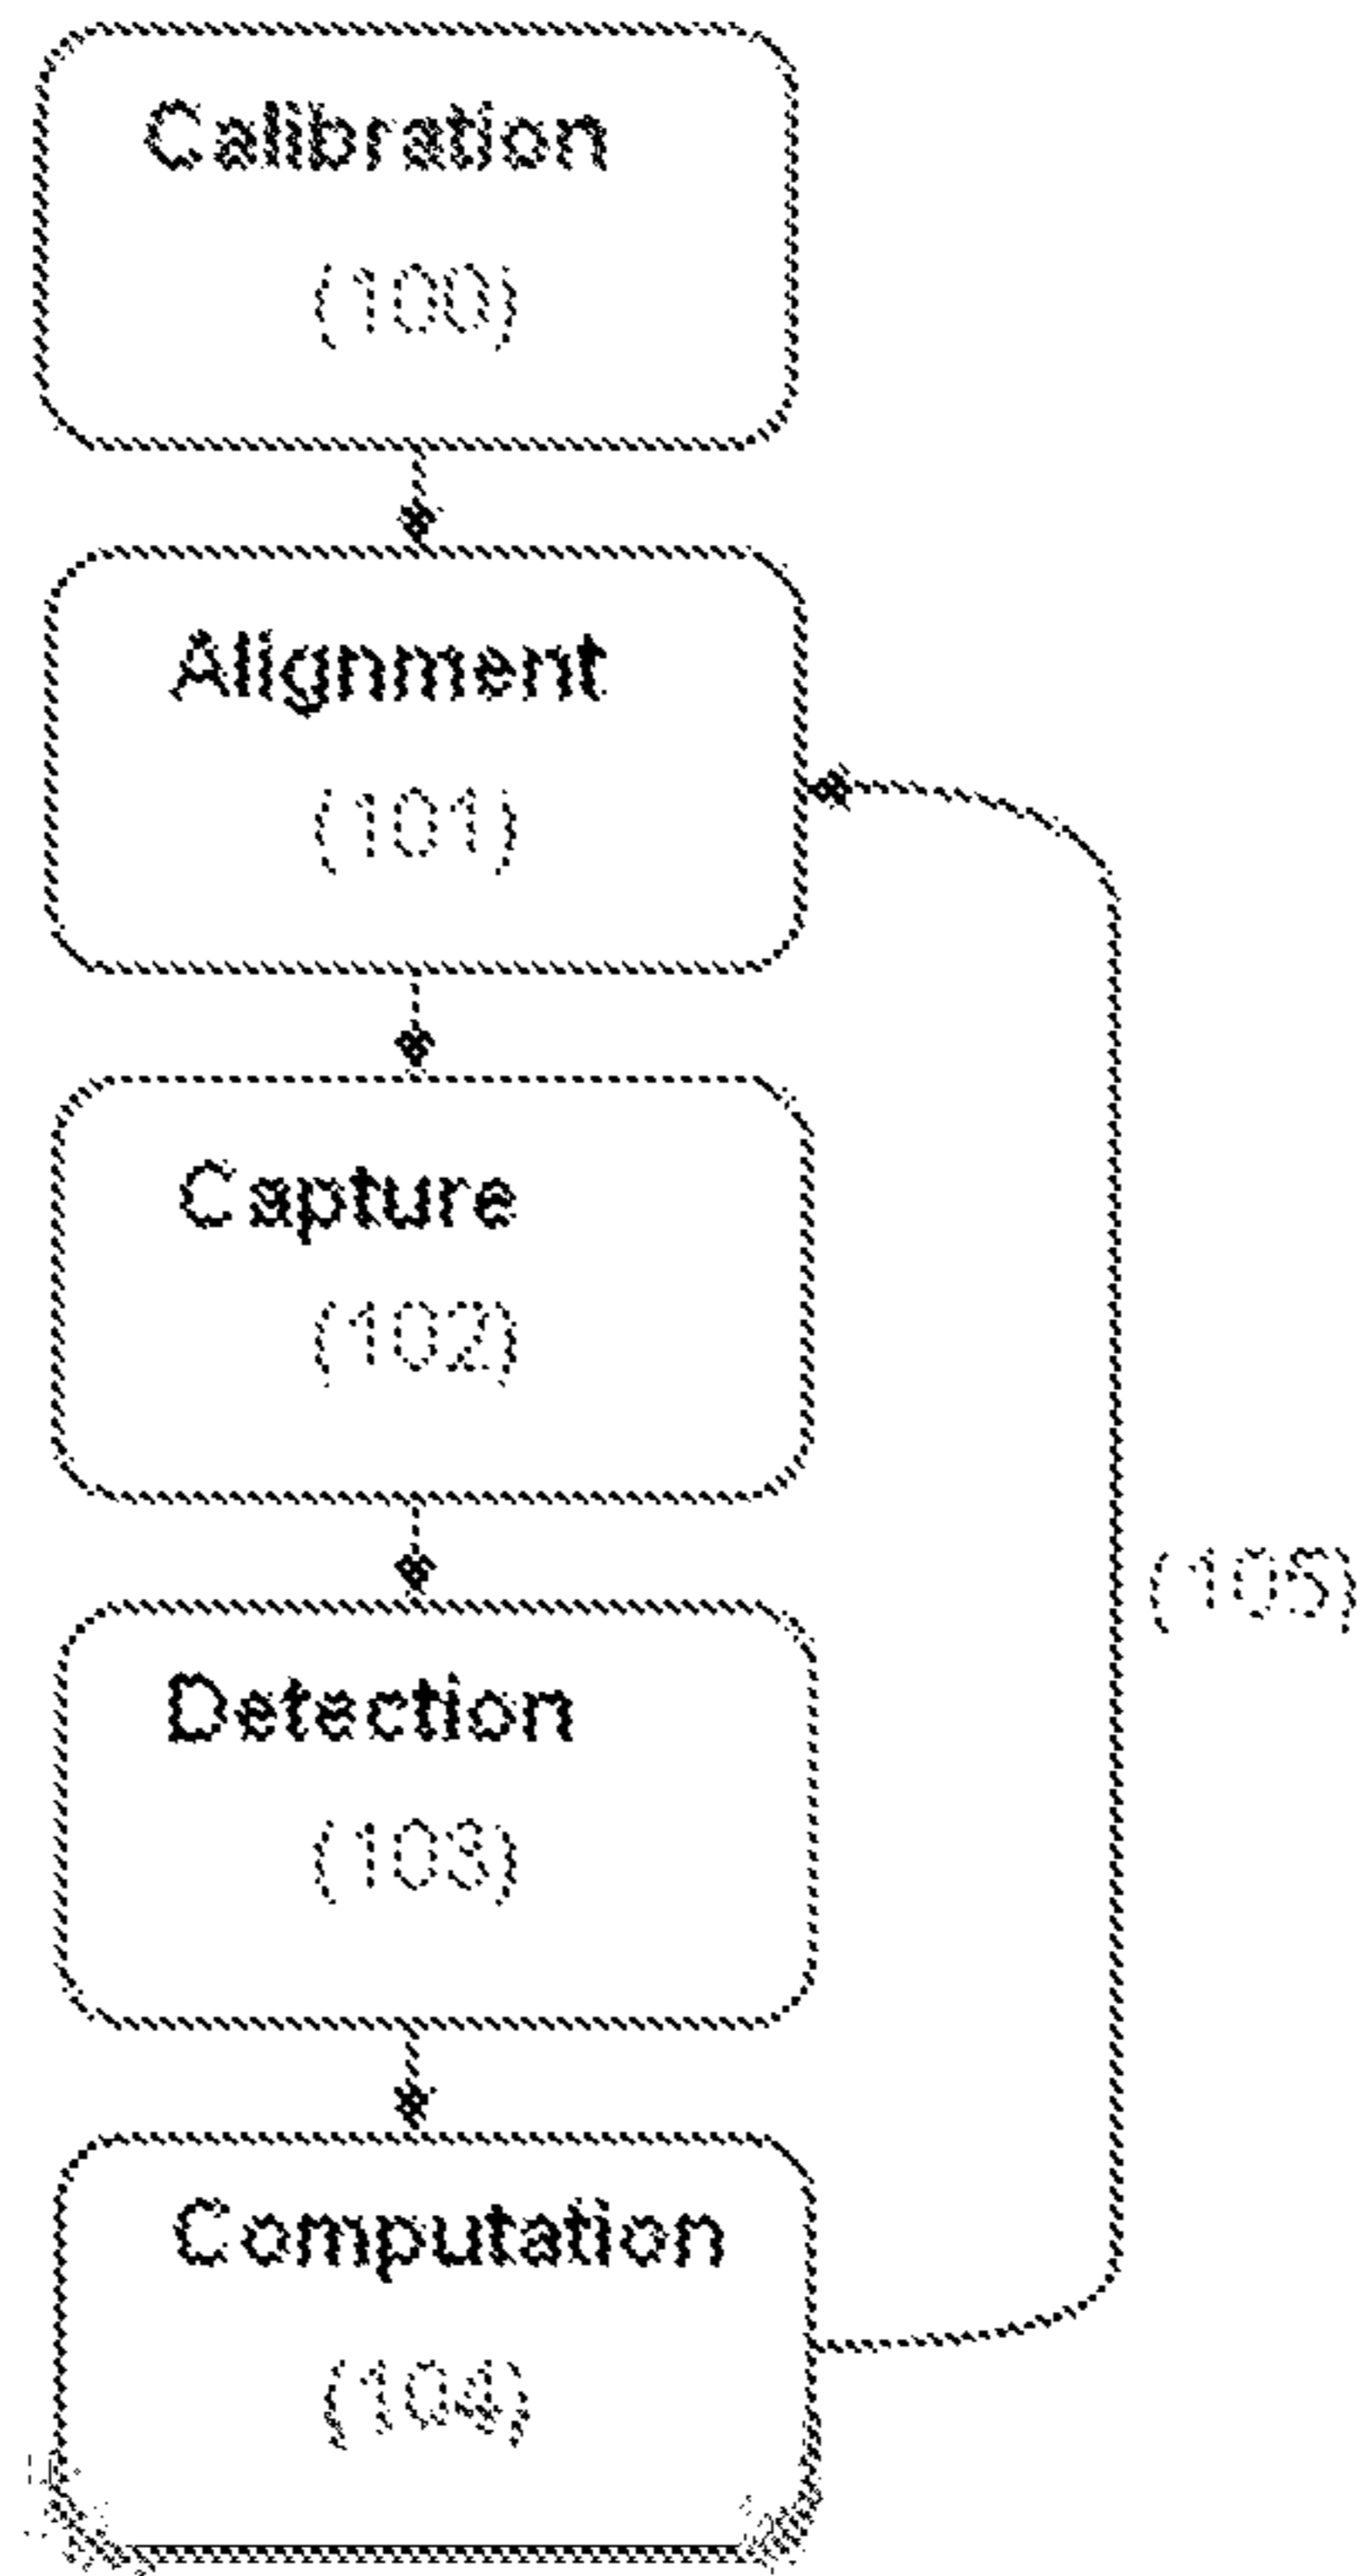 Calibration
(100)
Alignment
(101)
Capture
(102)
(105)
Detection
(103)
Computation
(104)